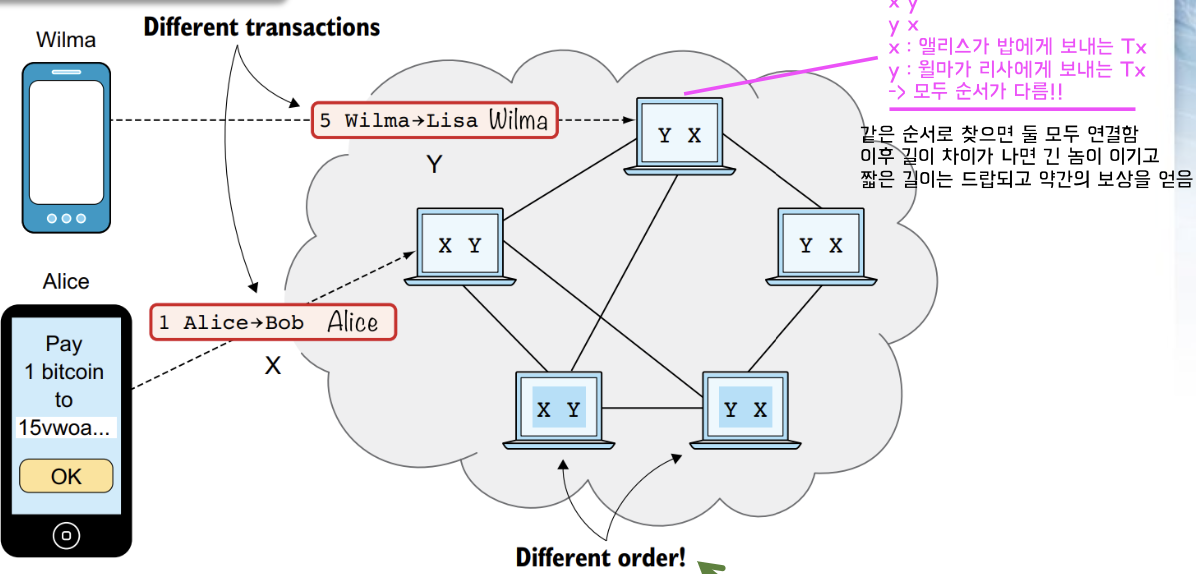 Different transactions
Wilma
5 Wilma→Lisa Wilma
Y
Y X
X Y
Y X
Alice
1 Alice→Bob Alice
X
Pay
1 bitcoin
to
15vwoa...
OK
X Y
Y X
Different order!
x y
y x
x : 앨리스가 밥에게 보내는 Tx
y : 윌마가 리사에게 보내는 Tx
-> 모두 순서가 다름!!
같은 순서로 찾으면 둘 모두 연결함
이후 길이 차이가 나면 긴 놈이 이기고
짧은 길이는 드랍되고 약간의 보상을 얻음